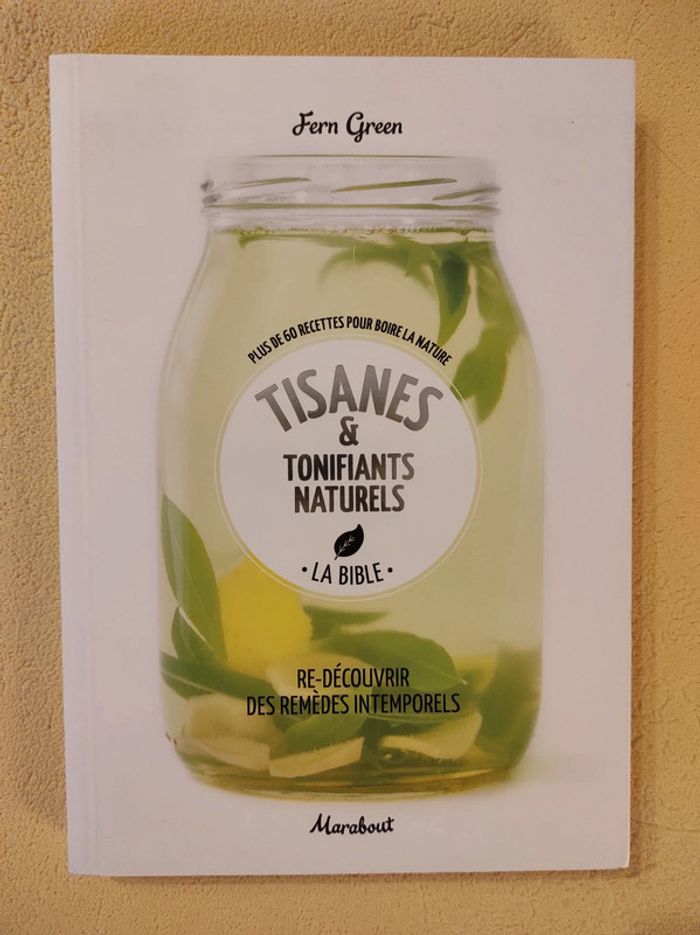 Fern Green
PLUS DE 60 RECETTES POUR BOIRE LA NATURE
TISANES
&
TONIFIANTS
NATURELS
• LA BIBLE •
RE-DÉCOUVRIR
DES REMÈDES INTEMPORELS
Marabout